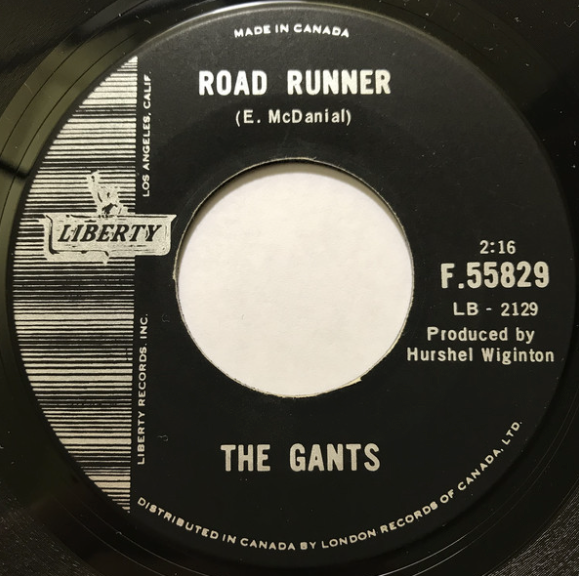 MADE IN CANADA
ROAD RUNNER
(E. McDanial)
LOS ANGELES, CALIF.
LIBERTY
LIBERTY RECORDS, INC.
2:16
F.55829
LB - 2129
Produced by
Hurshel Wiginton
THE GANTS
DISTRIBUTED IN CANADA BY LONDON RECORDS OF CANADA, LTD.